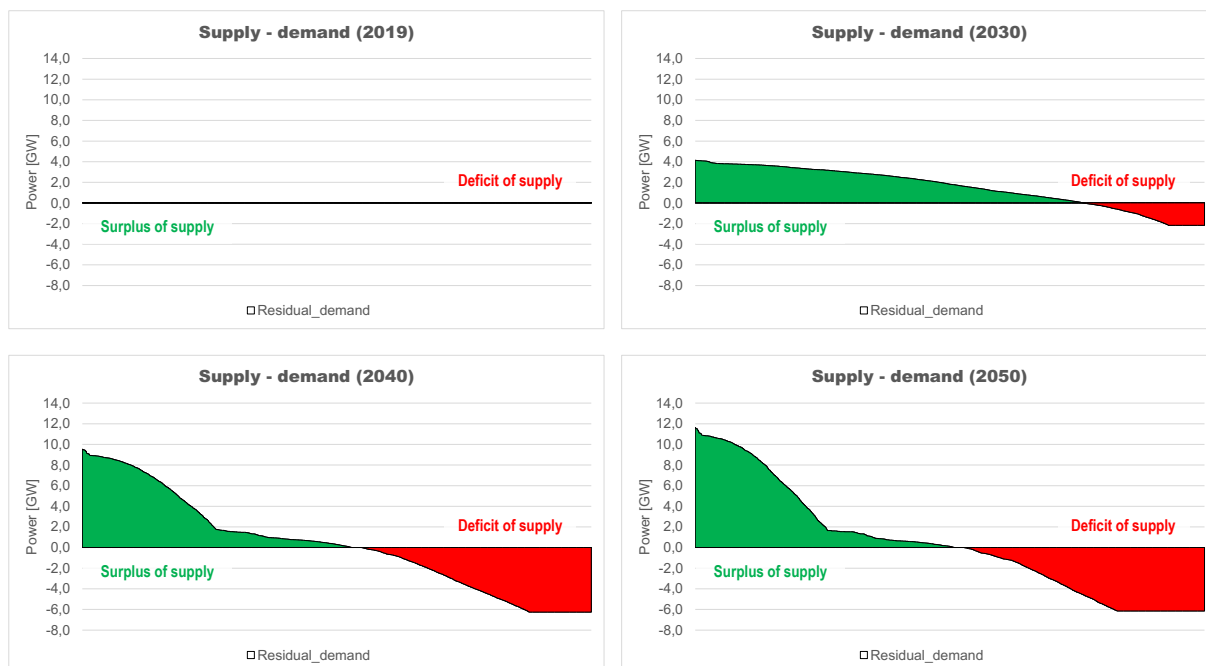 Supply - demand (2019)
14,0
12,0
10,0
8,0
6,0
4,0
2,0
0,0
-2,0
-4,0
-6,0
-8,0
Power [GW]
Deficit of supply
Surplus of supply
Residual_demand
Supply - demand (2030)
14,0
12,0
10,0
8,0
6,0
4,0
2,0
0,0
-2,0
-4,0
-6,0
-8,0
Power [GW]
Deficit of supply
Surplus of supply
Residual_demand
Supply - demand (2040)
14,0
12,0
10,0
8,0
6,0
4,0
2,0
0,0
-2,0
-4,0
-6,0
-8,0
Power [GW]
Deficit of supply
Surplus of supply
Residual_demand
Supply - demand (2050)
14,0
12,0
10,0
8,0
6,0
4,0
2,0
0,0
-2,0
-4,0
-6,0
-8,0
Power [GW]
Deficit of supply
Surplus of supply
Residual_demand